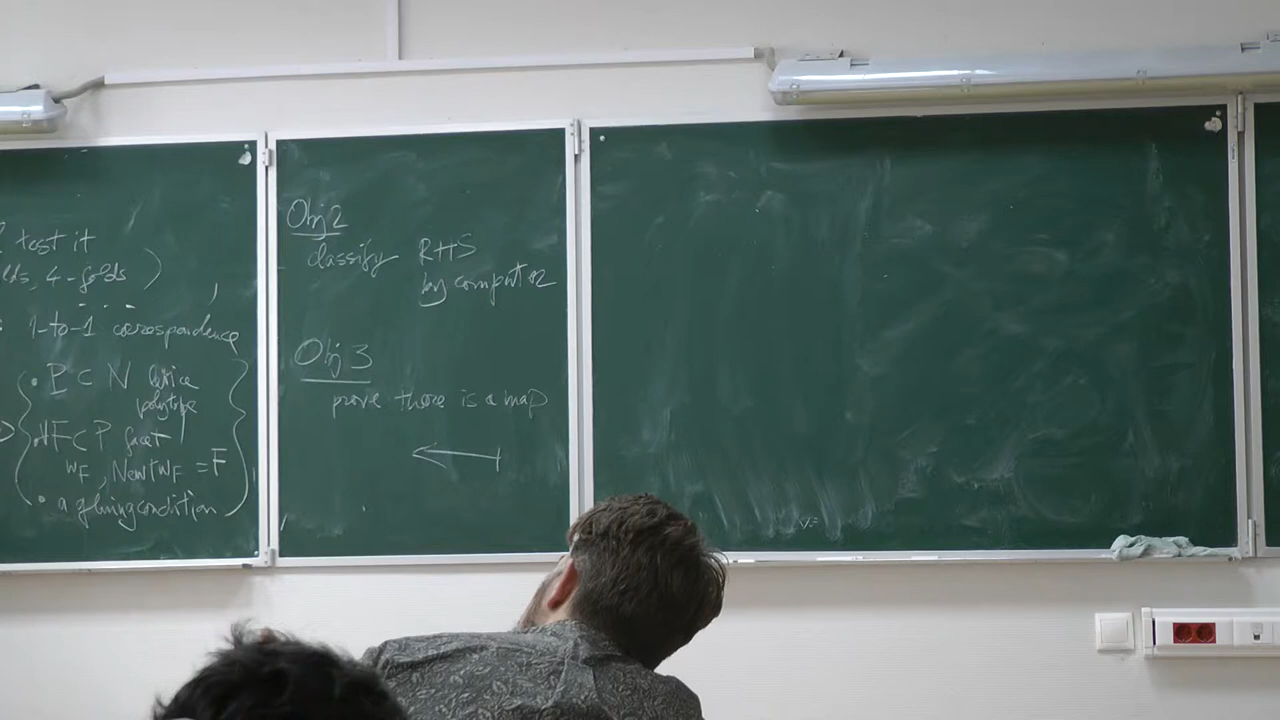 ? test it
lds, 4-folds )
1-to-1 correspondence
• P ⊂ N lattice
polytope
• ∀F ⊂ P facet
w_F, Newt w_F = F
• a gluing condition
Obj 2
classify RHS
by computer
Obj 3
prove there is a map
←